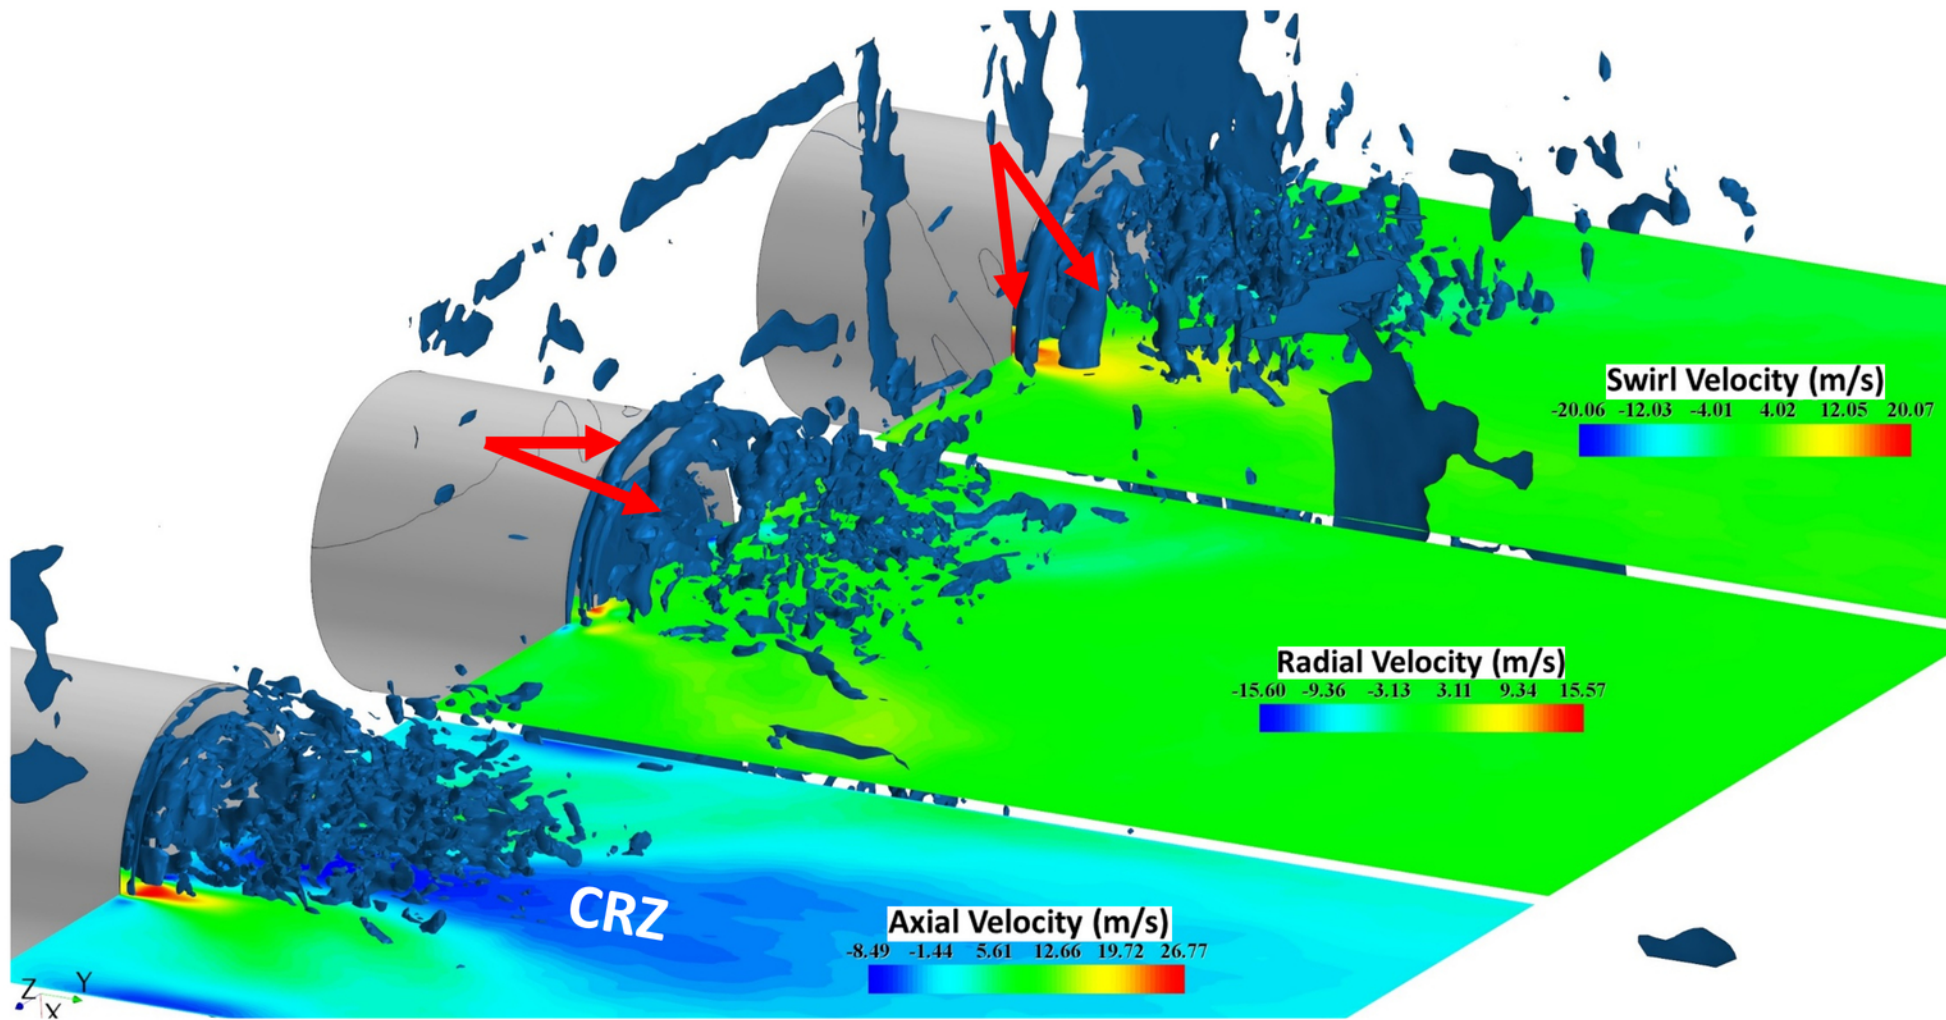 Swirl Velocity (m/s)
-20.06 -12.03 -4.01 4.02 12.05 20.07
Radial Velocity (m/s)
-15.60 -9.36 -3.13 3.11 9.34 15.57
CRZ
Axial Velocity (m/s)
-8.49 -1.44 5.61 12.66 19.72 26.77
Z Y
X